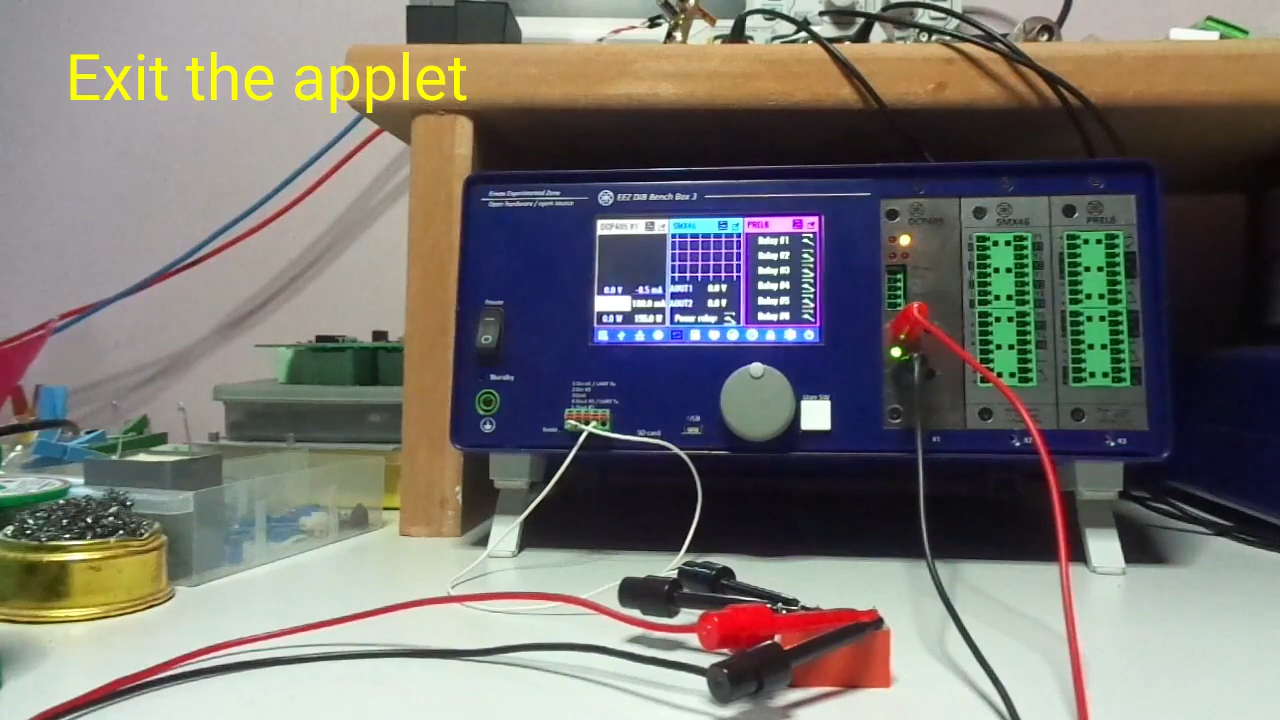 Exit the applet
Envox Experimental Zone
Open hardware / open source
EEZ DIB Bench Box 3
DCP405 #1
SMX46
PREL6
Relay #1
Relay #2
Relay #3
Relay #4
Relay #5
Relay #6
0.0 V -0.5 mA
AOUT1 0.0 V
100.0 mA
AOUT2 0.0 V
0.0 W 155.0 W
Power relay
DCP405
SMX46
PREL6
Power
Standby
User SW
USB
SD card
#1
#2
#3